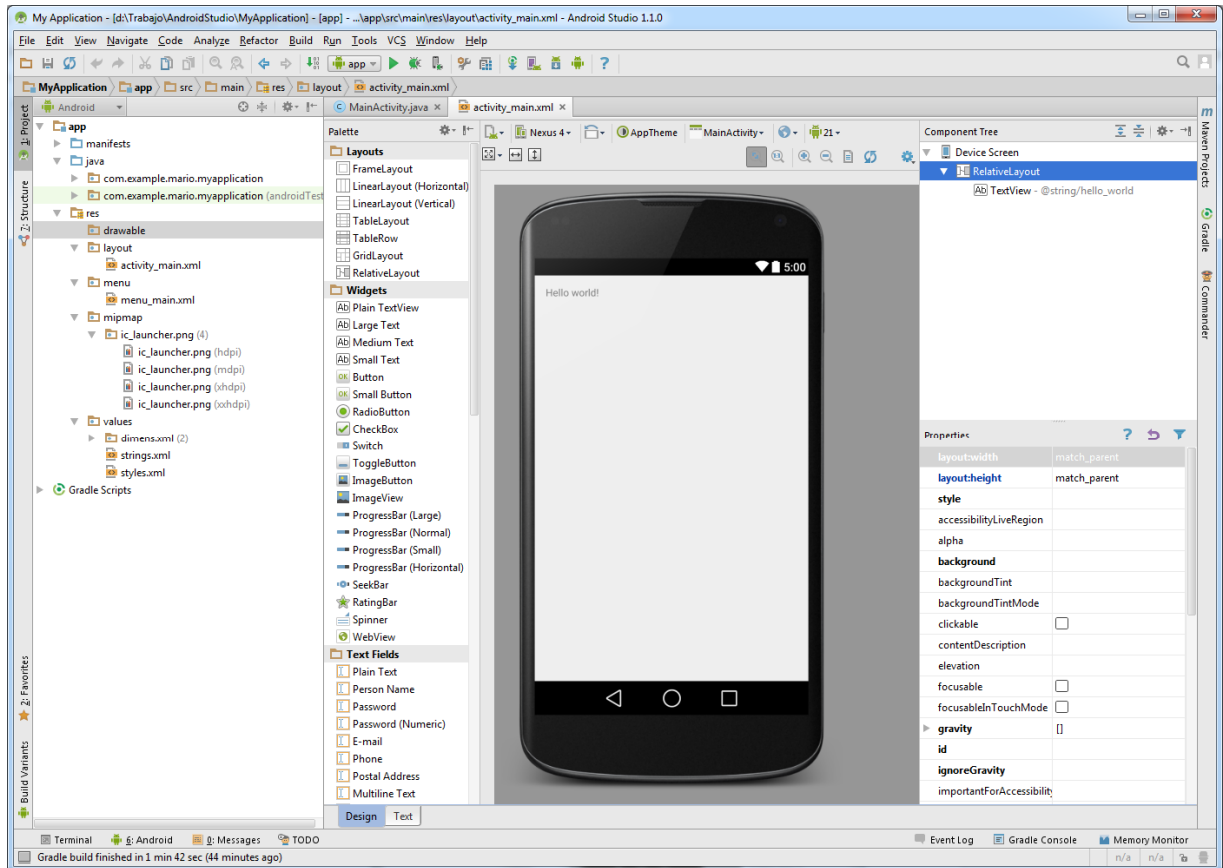 My Application - [d:\Trabajo\AndroidStudio\MyApplication] - [app] - ...\app\src\main\res\layout\activity_main.xml - Android Studio 1.1.0
File Edit View Navigate Code Analyze Refactor Build Run Tools VCS Window Help
app
MyApplication app src main res layout activity_main.xml
1: Project
7: Structure
2: Favorites
Build Variants
Android
app
manifests
java
com.example.mario.myapplication
com.example.mario.myapplication (androidTest
res
drawable
layout
activity_main.xml
menu
menu_main.xml
mipmap
ic_launcher.png (4)
ic_launcher.png (hdpi)
ic_launcher.png (mdpi)
ic_launcher.png (xhdpi)
ic_launcher.png (xxhdpi)
values
dimens.xml (2)
strings.xml
styles.xml
Gradle Scripts
MainActivity.java activity_main.xml
Palette
Layouts
FrameLayout
LinearLayout (Horizontal)
LinearLayout (Vertical)
TableLayout
TableRow
GridLayout
RelativeLayout
Widgets
Ab Plain TextView
Ab Large Text
Ab Medium Text
Ab Small Text
OK Button
OK Small Button
RadioButton
CheckBox
Switch
ToggleButton
ImageButton
ImageView
ProgressBar (Large)
ProgressBar (Normal)
ProgressBar (Small)
ProgressBar (Horizontal)
SeekBar
RatingBar
Spinner
WebView
Text Fields
Plain Text
Person Name
Password
Password (Numeric)
E-mail
Phone
Postal Address
Multiline Text
Nexus 4 AppTheme MainActivity 21
5:00
Hello world!
Design Text
Component Tree
Device Screen
RelativeLayout
Ab TextView - @string/hello_world
Properties
layout:width match_parent
layout:height match_parent
style
accessibilityLiveRegion
alpha
background
backgroundTint
backgroundTintMode
clickable
contentDescription
elevation
focusable
focusableInTouchMode
gravity []
id
ignoreGravity
importantForAccessibility
Maven Projects
Gradle
Commander
Terminal 6: Android 0: Messages TODO Event Log Gradle Console Memory Monitor
Gradle build finished in 1 min 42 sec (44 minutes ago) n/a n/a